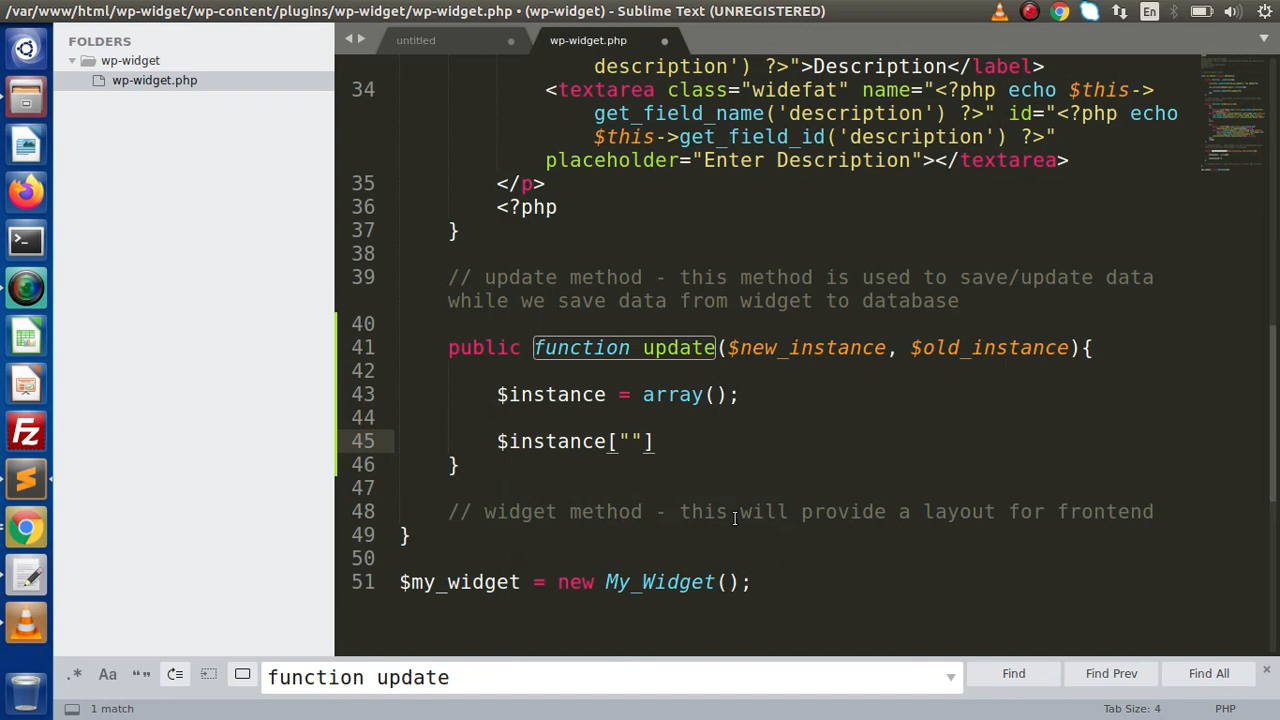 /var/www/html/wp-widget/wp-content/plugins/wp-widget/wp-widget.php • (wp-widget) - Sublime Text (UNREGISTERED)
En
FOLDERS
wp-widget
wp-widget.php
untitled
wp-widget.php
description') ?>">Description</label>
34 <textarea class="widefat" name="<?php echo $this->
get_field_name('description') ?>" id="<?php echo
$this->get_field_id('description') ?>"
placeholder="Enter Description"></textarea>
35 </p>
36 <?php
37 }
38
39 // update method - this method is used to save/update data
while we save data from widget to database
40
41 public function update($new_instance, $old_instance){
42
43 $instance = array();
44
45 $instance[""]
46 }
47
48 // widget method - this will provide a layout for frontend
49 }
50
51 $my_widget = new My_Widget();
.* Aa “” function update Find Find Prev Find All
1 match Tab Size: 4 PHP